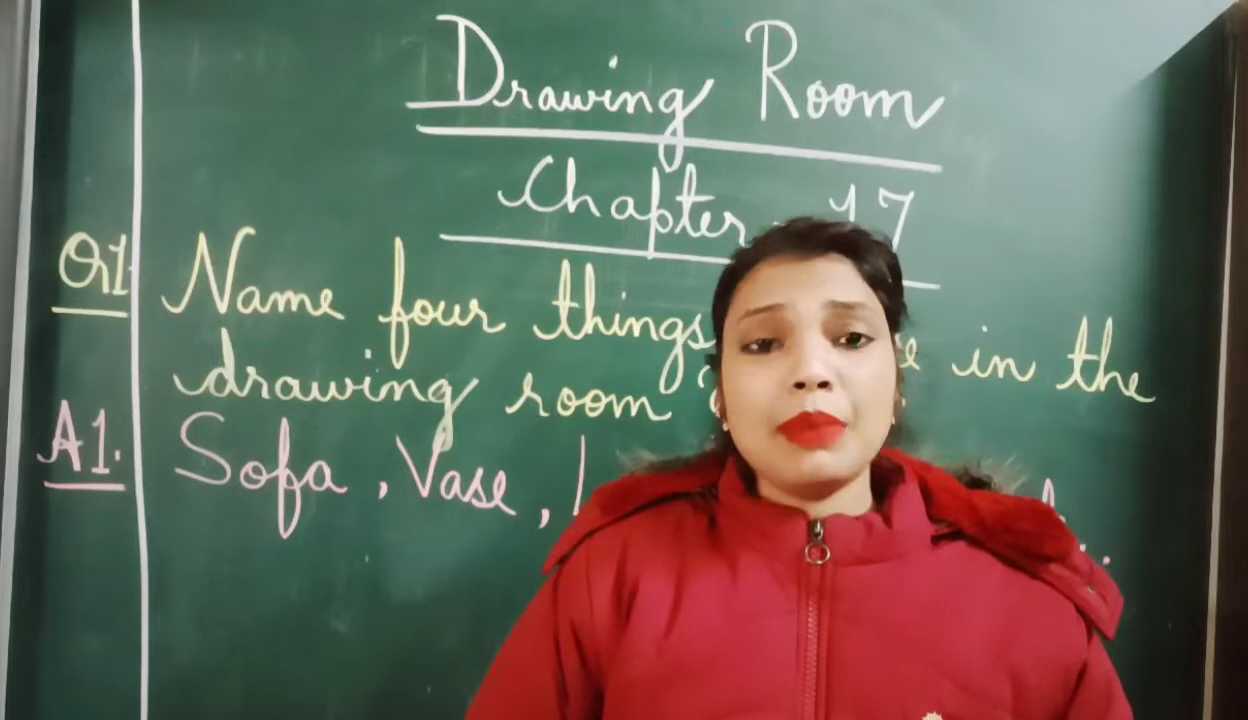 Drawing Room
Chapter - 17
Q1. Name four things in the
drawing room
A1. Sofa, Vase,